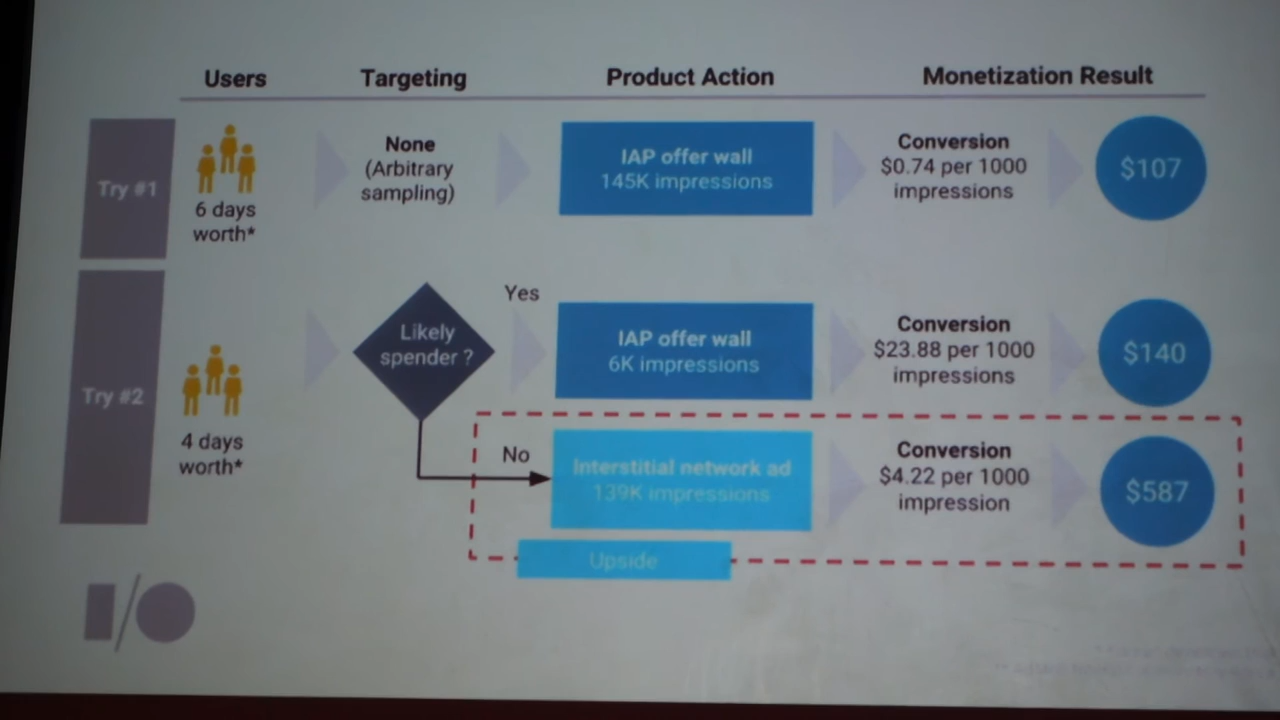 Users Targeting Product Action Monetization Result
Try #1
6 days
worth*
None
(Arbitrary
sampling)
IAP offer wall
145K impressions
Conversion
$0.74 per 1000
impressions
$107
Try #2
4 days
worth*
Likely
spender ?
Yes
IAP offer wall
6K impressions
Conversion
$23.88 per 1000
impressions
$140
No
Interstitial network ad
139K impressions
Conversion
$4.22 per 1000
impression
$587
Upside
I/O